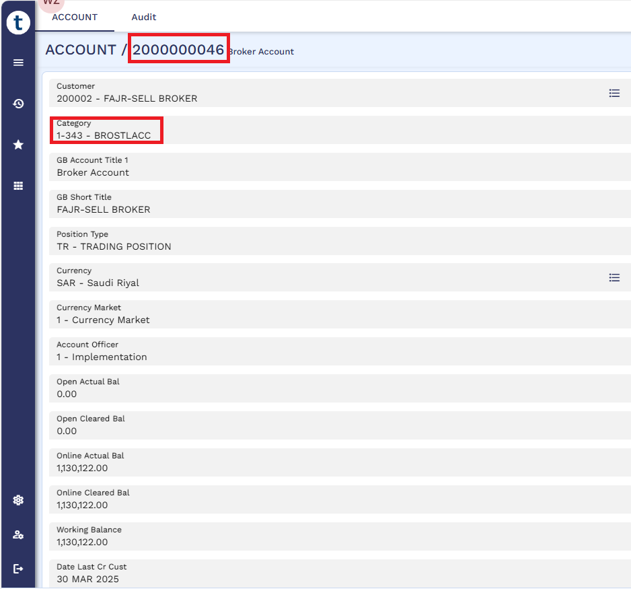 WZ
t
ACCOUNT Audit
ACCOUNT / 2000000046 Broker Account
Customer
200002 - FAJR-SELL BROKER
Category
1-343 - BROSTLACC
GB Account Title 1
Broker Account
GB Short Title
FAJR-SELL BROKER
Position Type
TR - TRADING POSITION
Currency
SAR - Saudi Riyal
Currency Market
1 - Currency Market
Account Officer
1 - Implementation
Open Actual Bal
0.00
Open Cleared Bal
0.00
Online Actual Bal
1,130,122.00
Online Cleared Bal
1,130,122.00
Working Balance
1,130,122.00
Date Last Cr Cust
30 MAR 2025